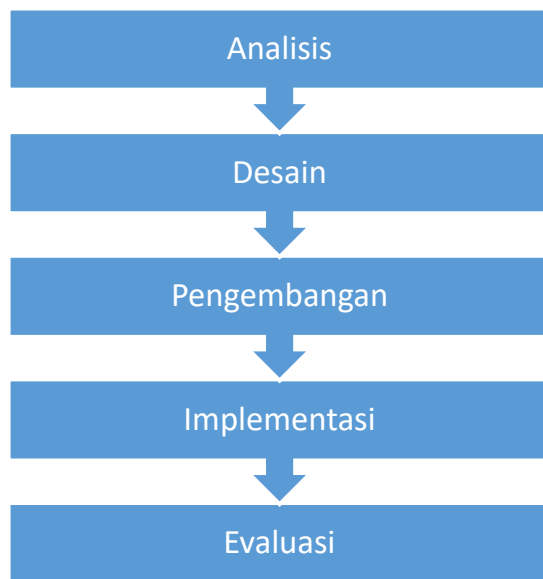 Analisis
Desain
Pengembangan
Implementasi
Evaluasi